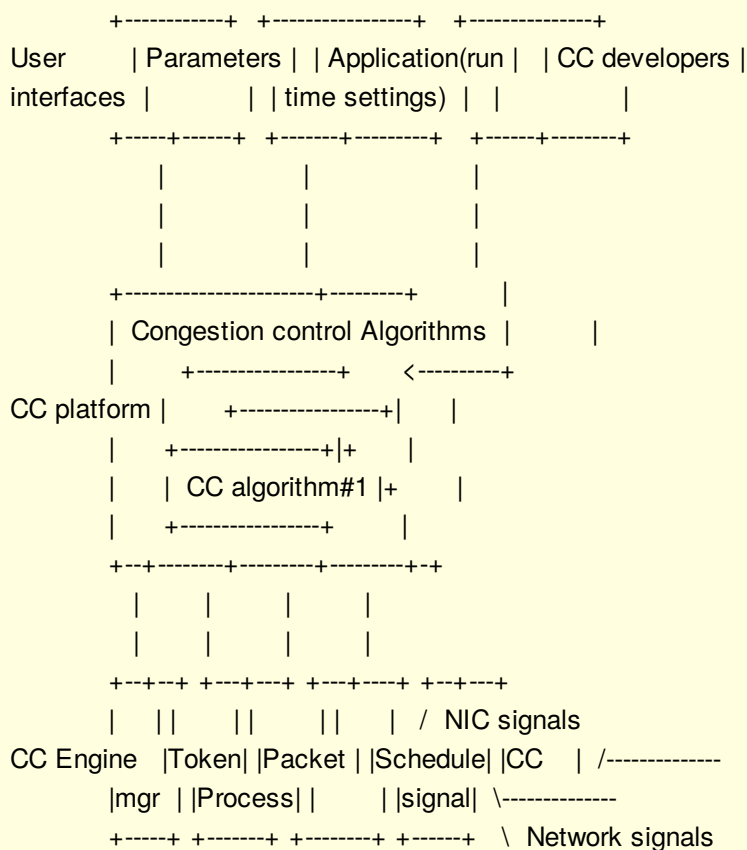 +------------+ +-----------------+ +---------------+
User | Parameters | | Application(run | | CC developers |
interfaces | | | time settings) | | |
+-----+------+ +-------+---------+ +------+--------+
| | |
| | |
| | |
+-----------------------+---------+ |
| Congestion control Algorithms | |
| +-----------------+ <----------+
CC platform | +-----------------+| |
| +-----------------+|+ |
| | CC algorithm#1 |+ |
| +-----------------+ |
+--+--------+---------+---------+-+
| | | |
| | | |
+--+--+ +---+---+ +---+----+ +--+---+
| | | | | | | | / NIC signals
CC Engine |Token| |Packet | |Schedule| |CC | /--------------
|mgr | |Process| | | |signal| \--------------
+-----+ +-------+ +--------+ +------+ \ Network signals